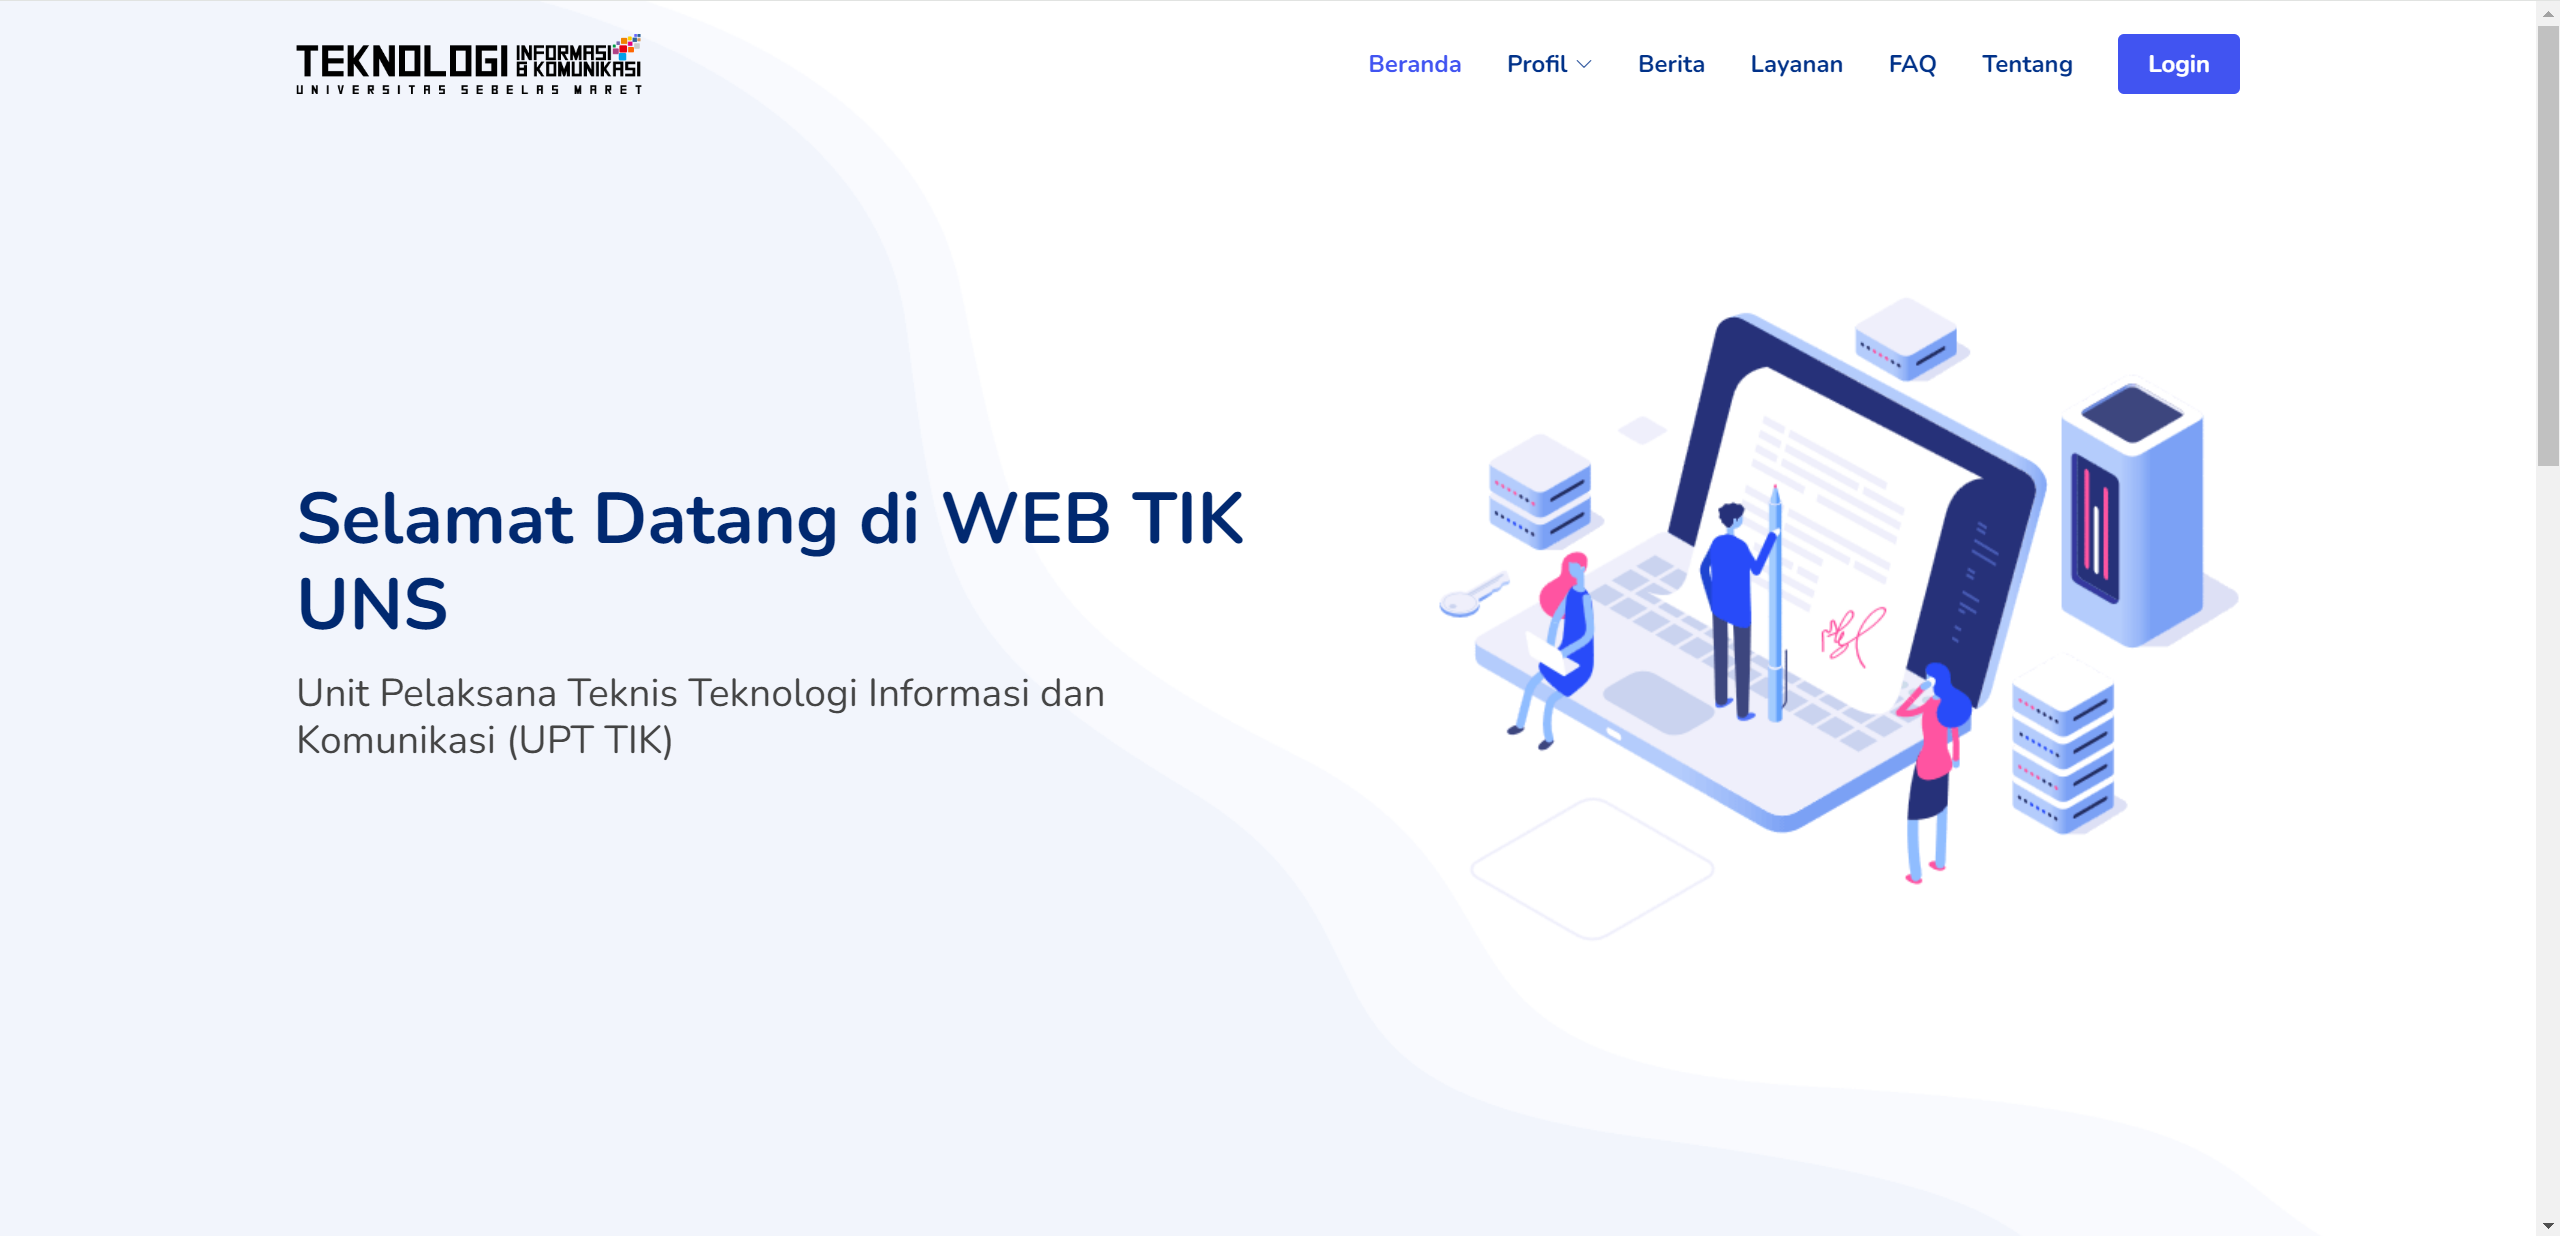 TEKNOLOGI INFORMASI & KOMUNIKASI
UNIVERSITAS SEBELAS MARET
Beranda Profil Berita Layanan FAQ Tentang Login
Selamat Datang di WEB TIK
UNS
Unit Pelaksana Teknis Teknologi Informasi dan
Komunikasi (UPT TIK)